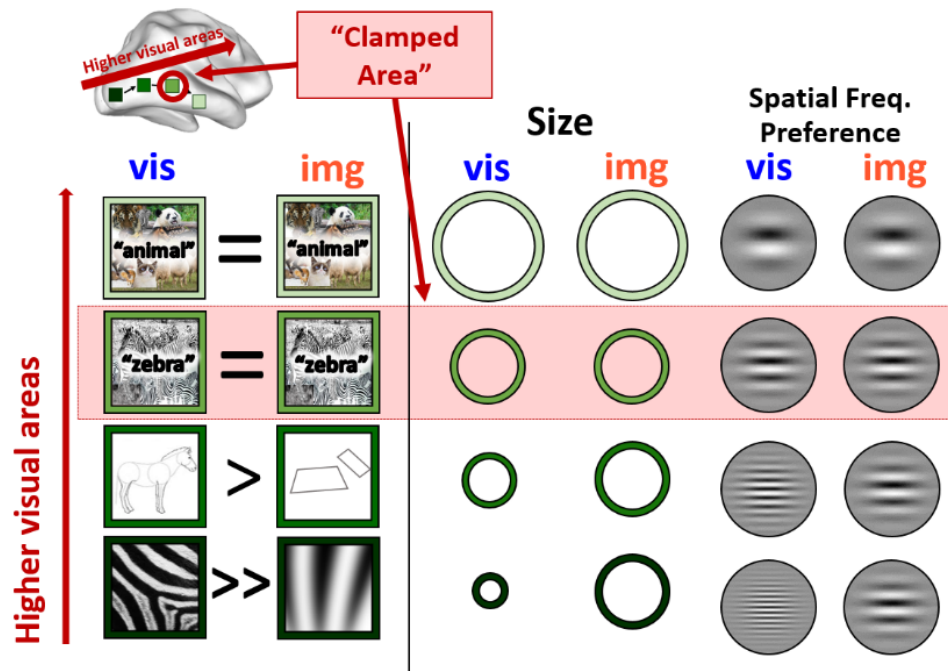 Higher visual areas
"Clamped
Area"
Size
Spatial Freq.
Preference
vis
img
vis
img
vis
img
Higher visual areas
"animal"
=
"animal"
"zebra"
=
"zebra"
>
>>